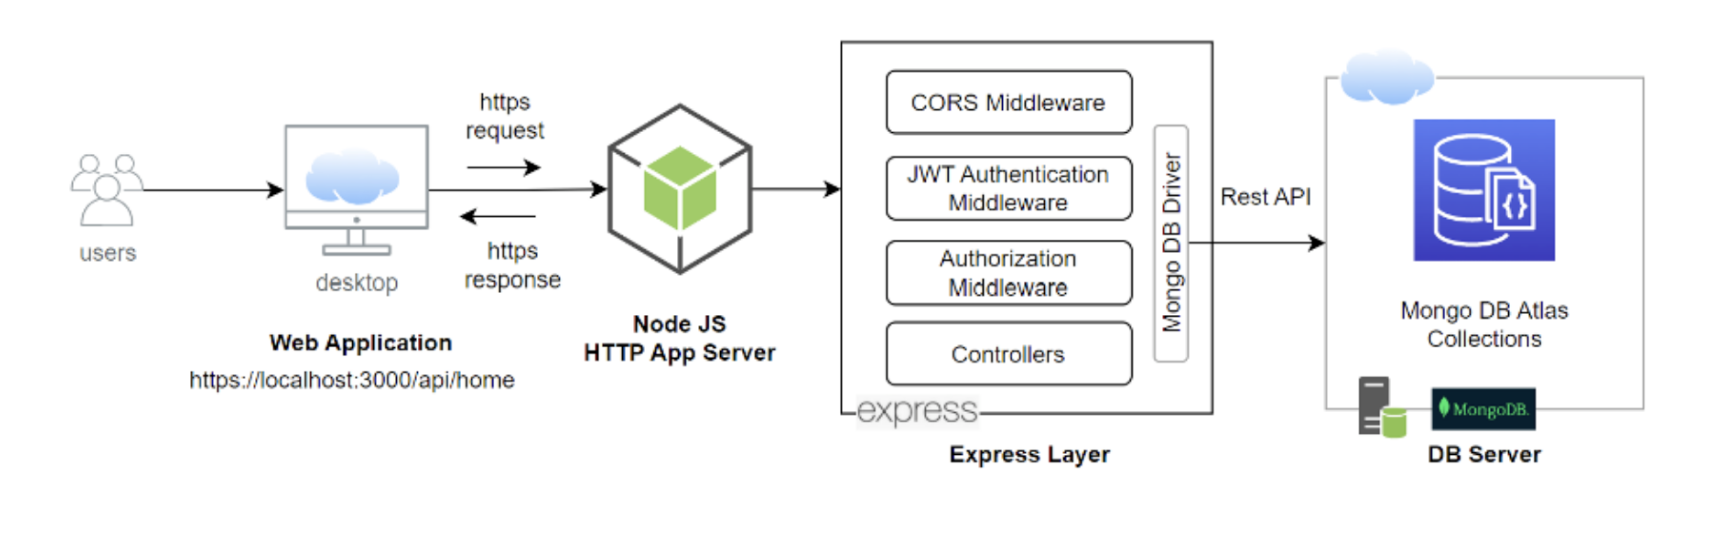 users
desktop
Web Application
https://localhost:3000/api/home
https
request
https
response
Node JS
HTTP App Server
CORS Middleware
JWT Authentication
Middleware
Authorization
Middleware
Controllers
Mongo DB Driver
express
Express Layer
Rest API
{}
Mongo DB Atlas
Collections
MongoDB.
DB Server